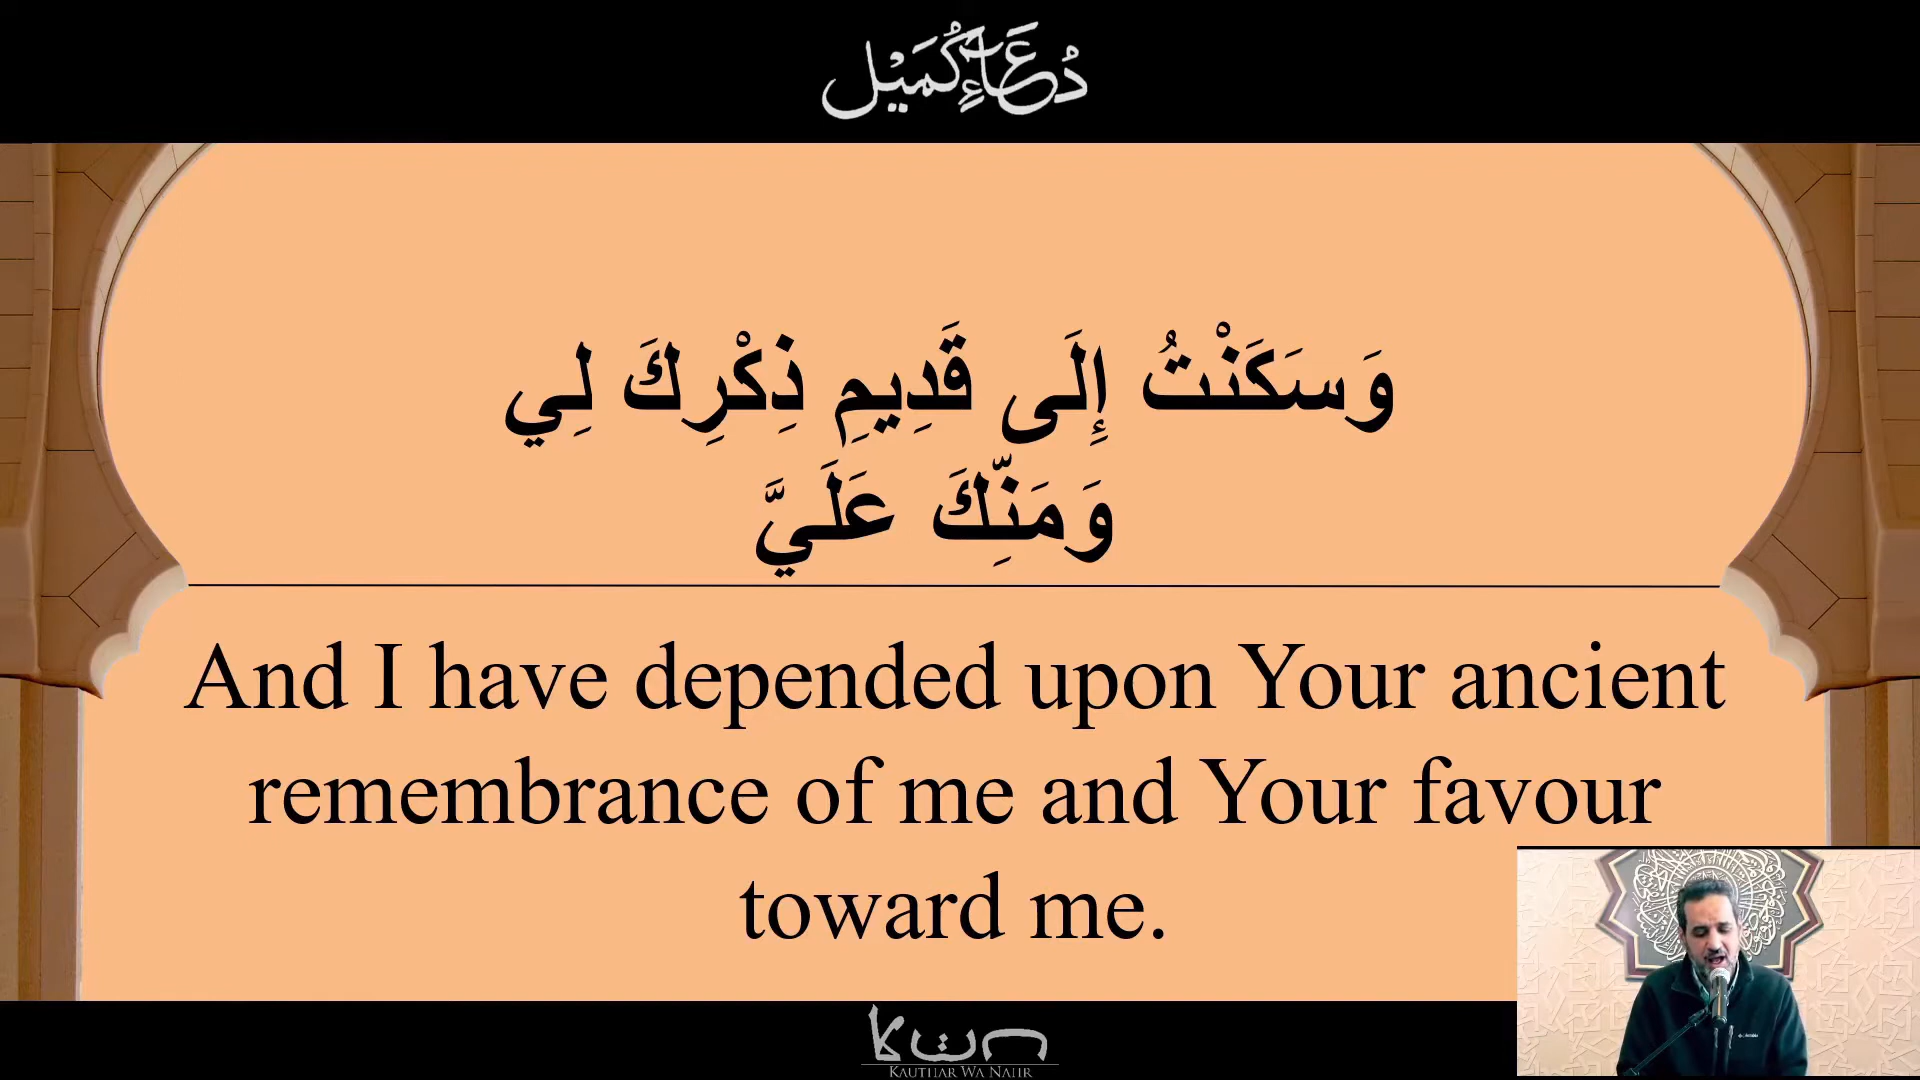 دُعَاءِ كُمَيْل
وَسَكَنْتُ إِلَى قَدِيمِ ذِكْرِكَ لِي
وَمَنِّكَ عَلَيَّ
And I have depended upon Your ancient
remembrance of me and Your favour
toward me.
KAUTHAR WA NAHR